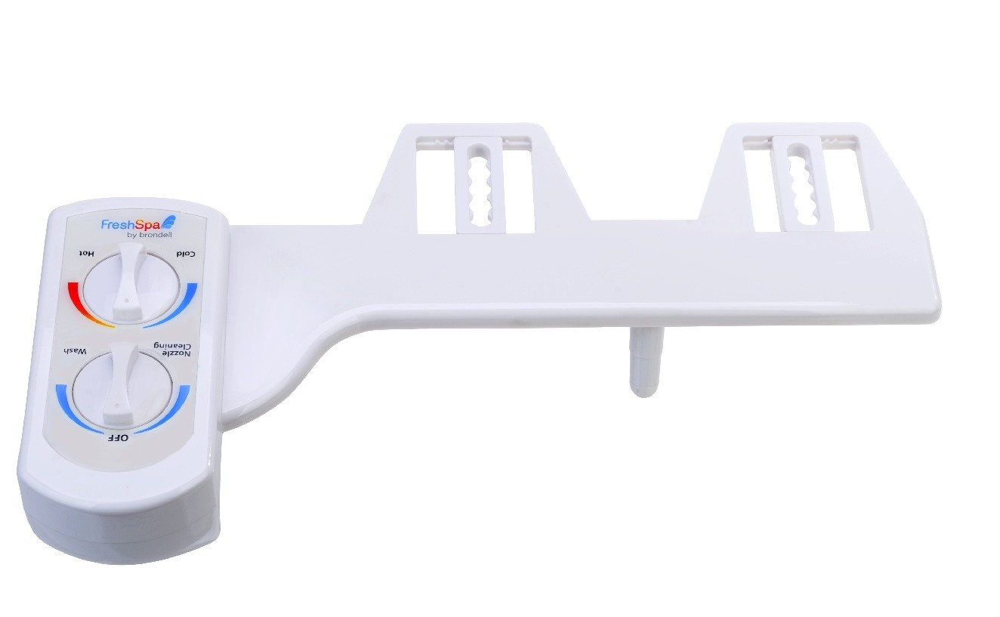 FreshSpa
by brondell
Hot
Cold
Wash
Nozzle
Cleaning
OFF